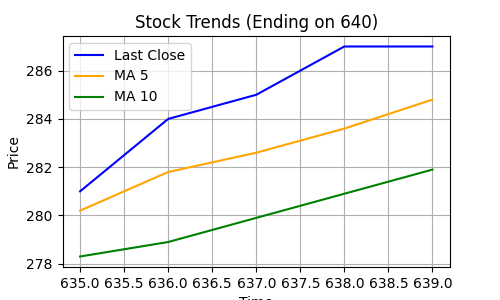 Stock Trends (Ending on 640)
Last Close
MA 5
MA 10
286
284
282
280
278
Price
635.0 635.5 636.0 636.5 637.0 637.5 638.0 638.5 639.0
Time